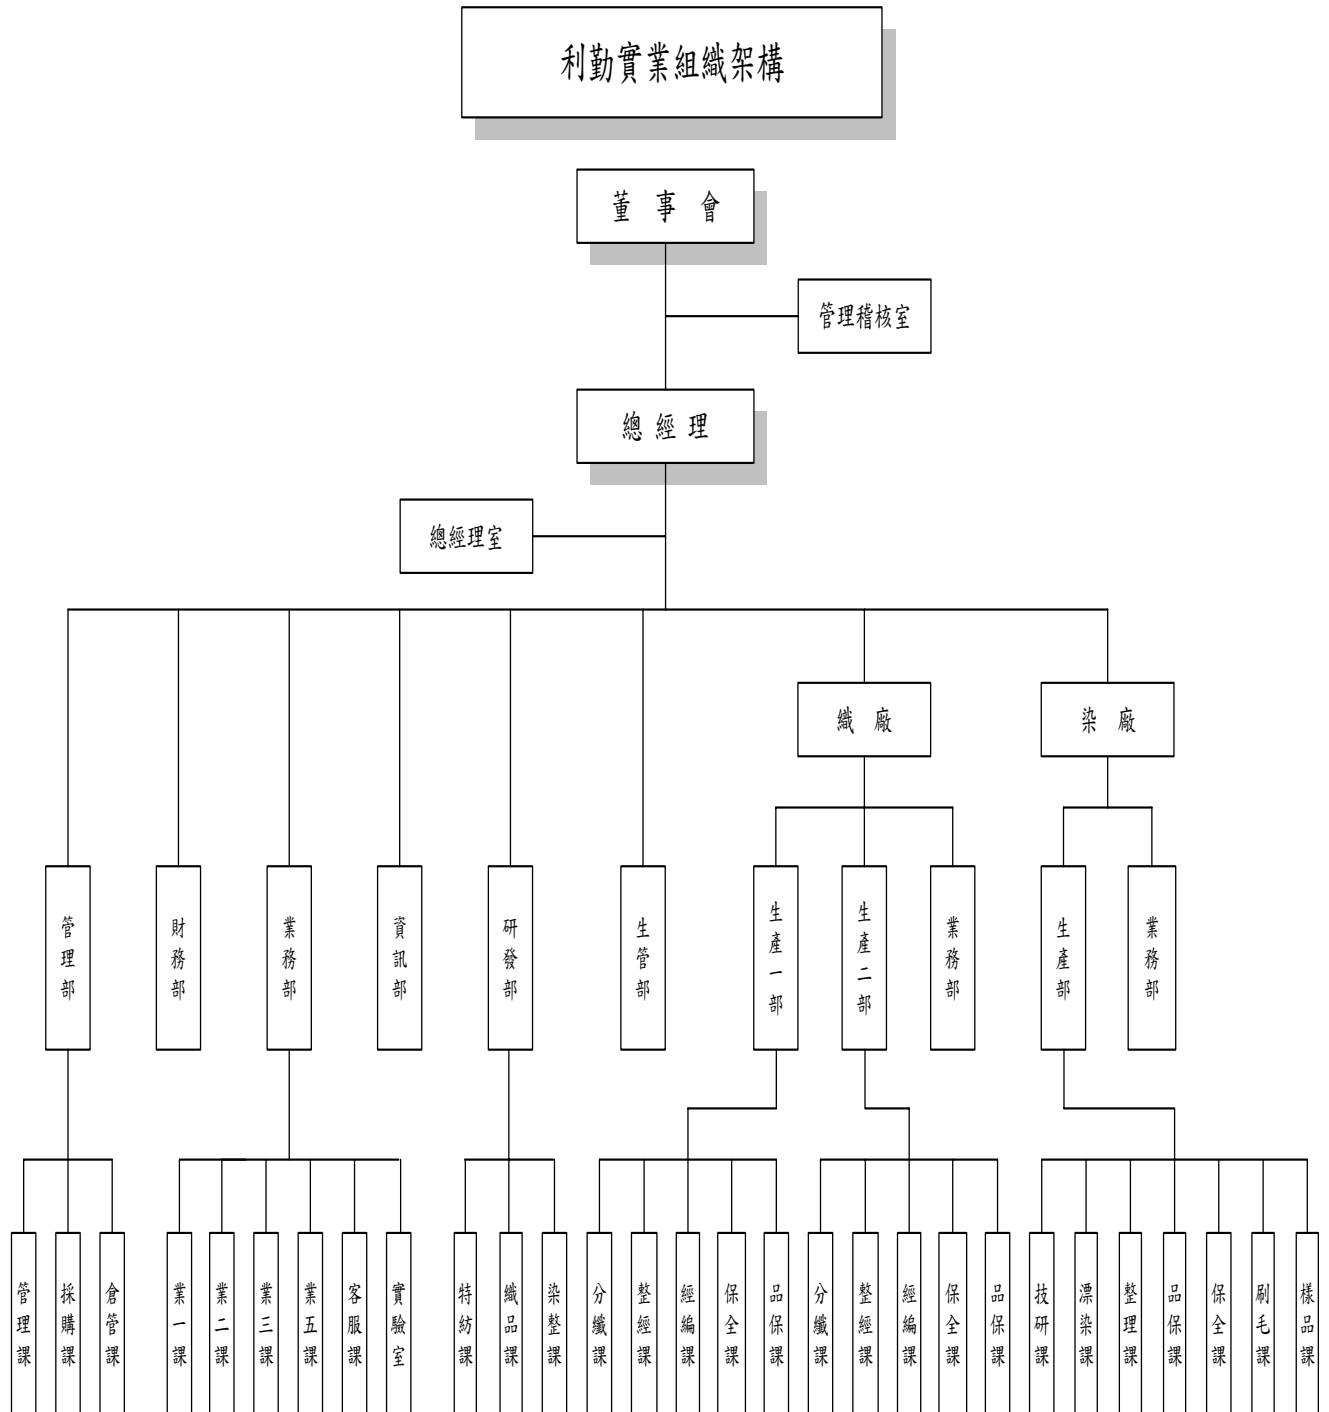 利勤實業組織架構
董事會
管理稽核室
總經理
總經理室
織廠
染廠
管理部
財務部
業務部
資訊部
研發部
生管部
生產一部
生產二部
業務部
生產部
業務部
管理課
採購課
倉管課
業一課
業二課
業三課
業五課
客服課
實驗室
特紡課
織品課
染整課
分纖課
整經課
經編課
保全課
品保課
分纖課
整經課
經編課
保全課
品保課
技研課
漂染課
整理課
品保課
保全課
刷毛課
樣品課